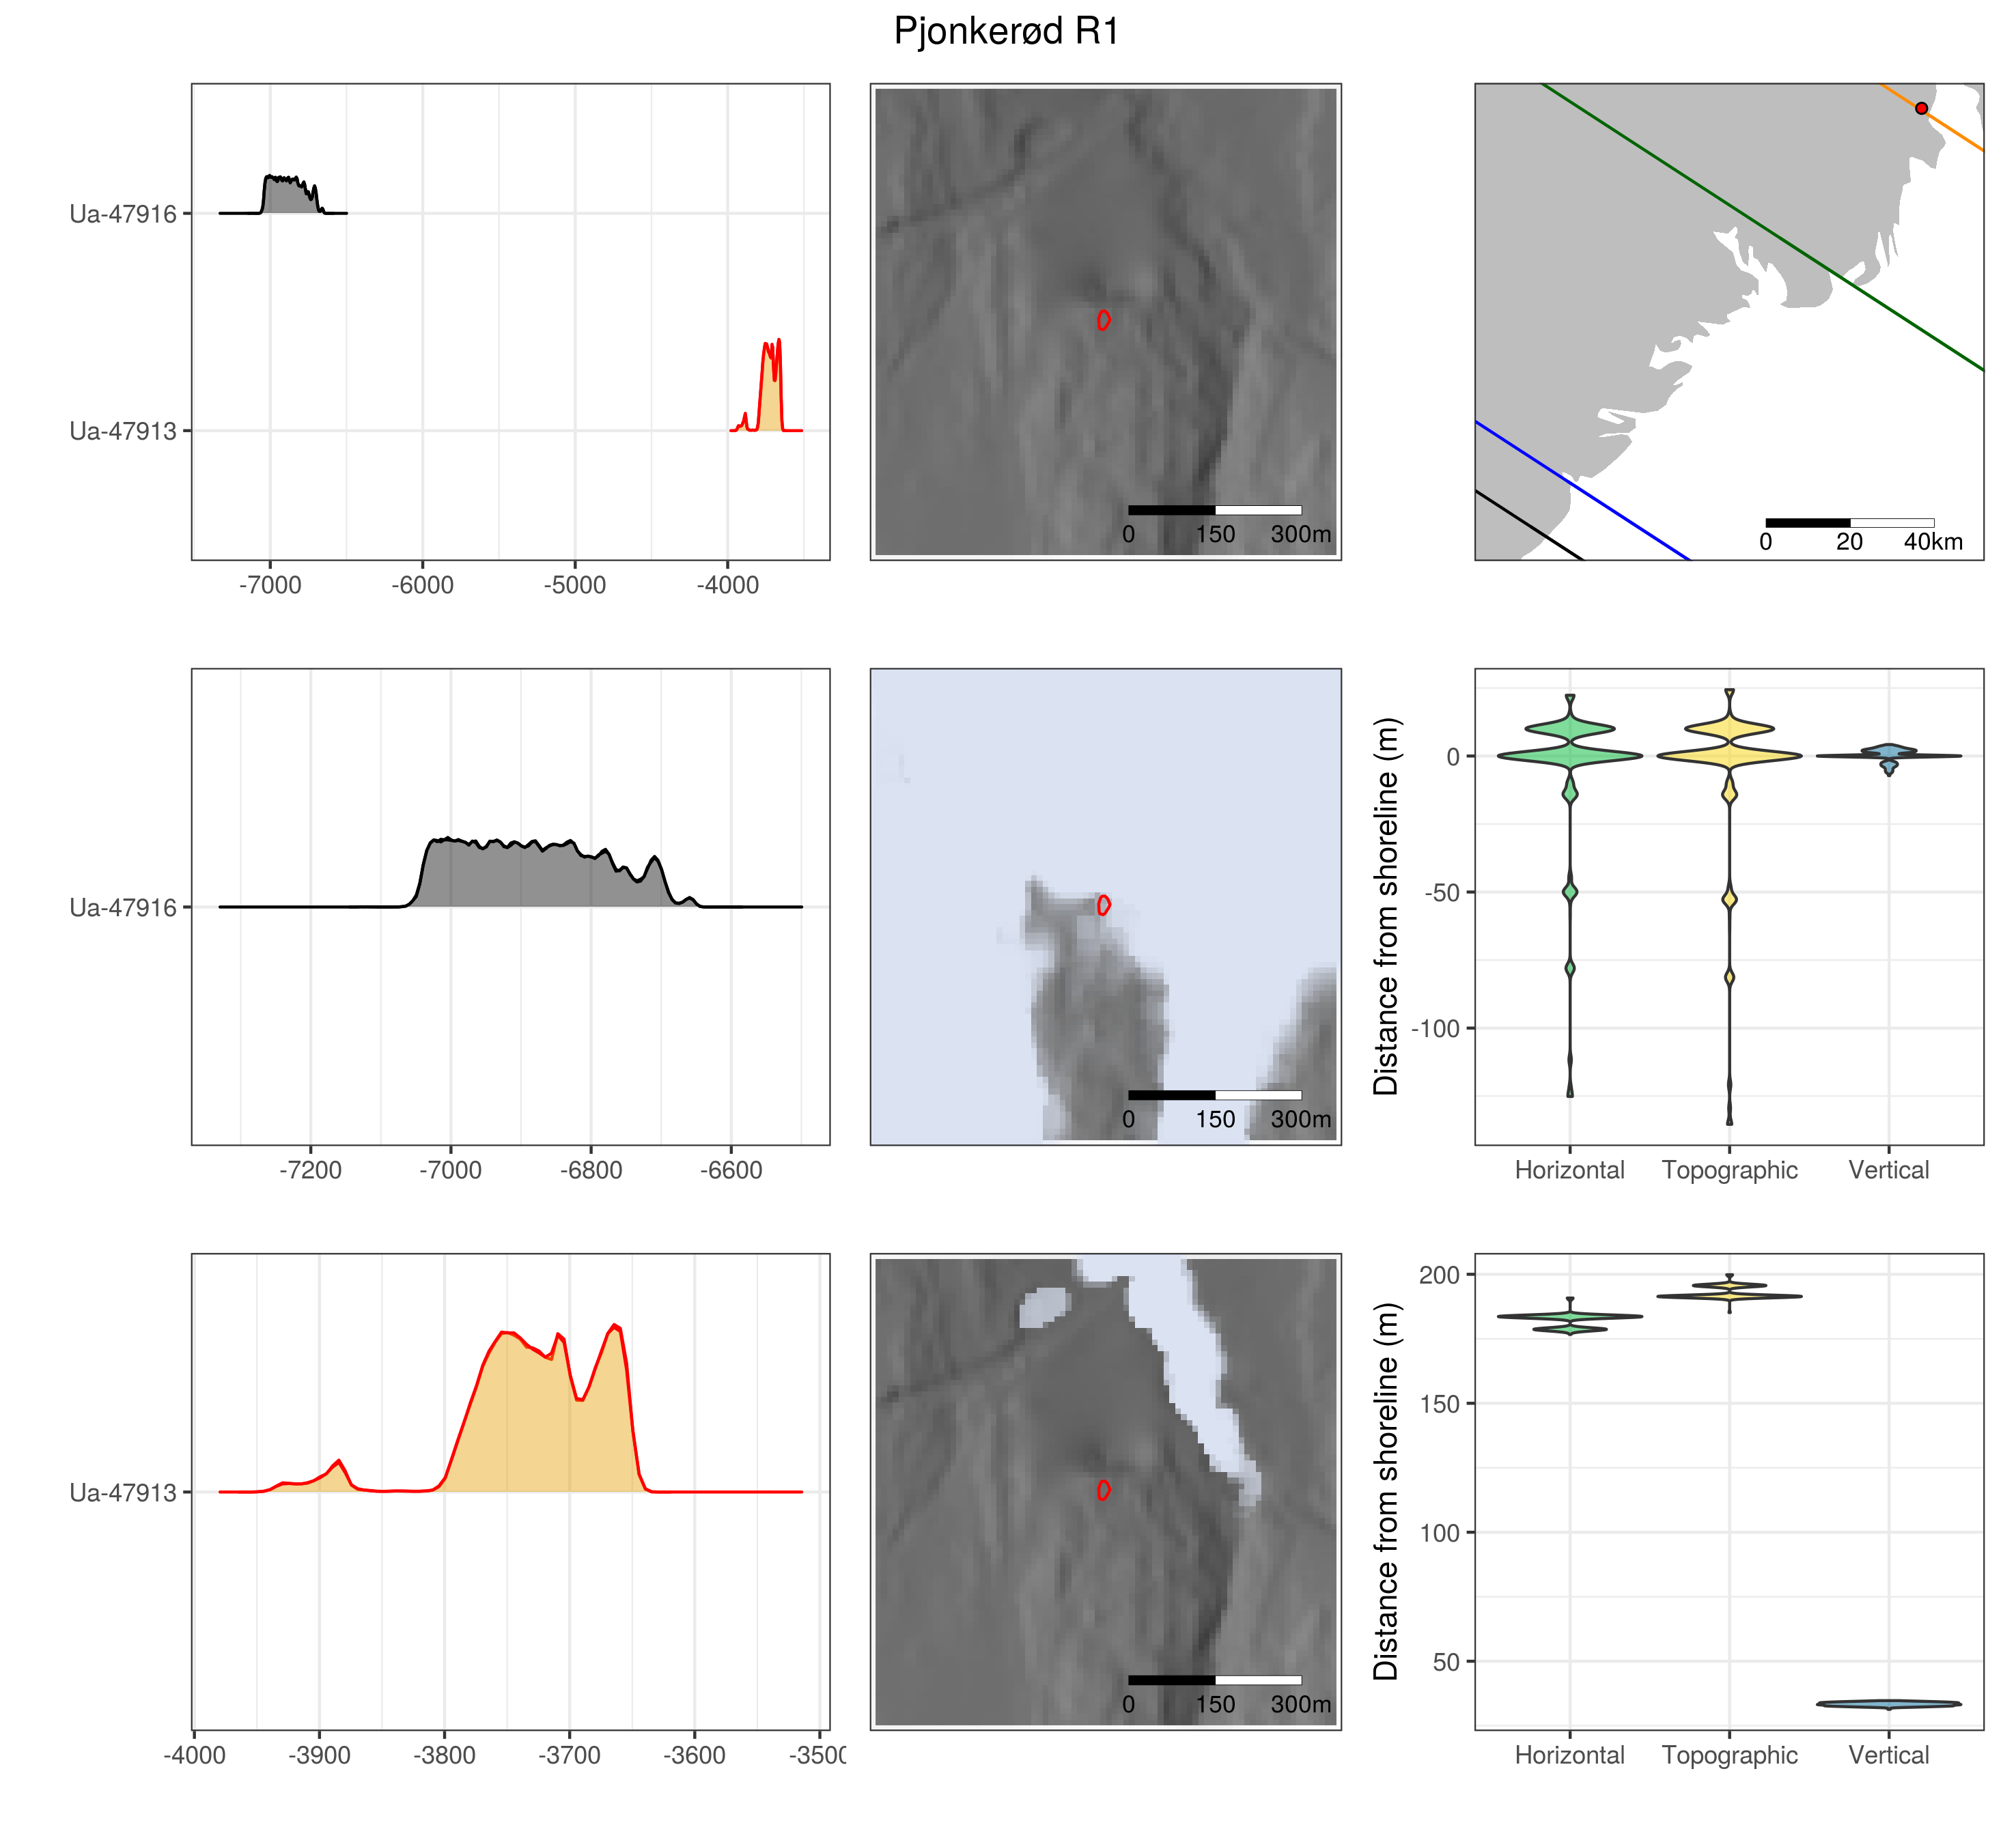 Pjonkerød R1
Ua-47916
Ua-47913
-7000 -6000 -5000 -4000
0 150 300m
0 20 40km
Ua-47916
-7200 -7000 -6800 -6600
0 150 300m
Distance from shoreline (m)
0
-50
-100
Horizontal Topographic Vertical
Ua-47913
-4000 -3900 -3800 -3700 -3600 -350
0 150 300m
Distance from shoreline (m)
200
150
100
50
Horizontal Topographic Vertical